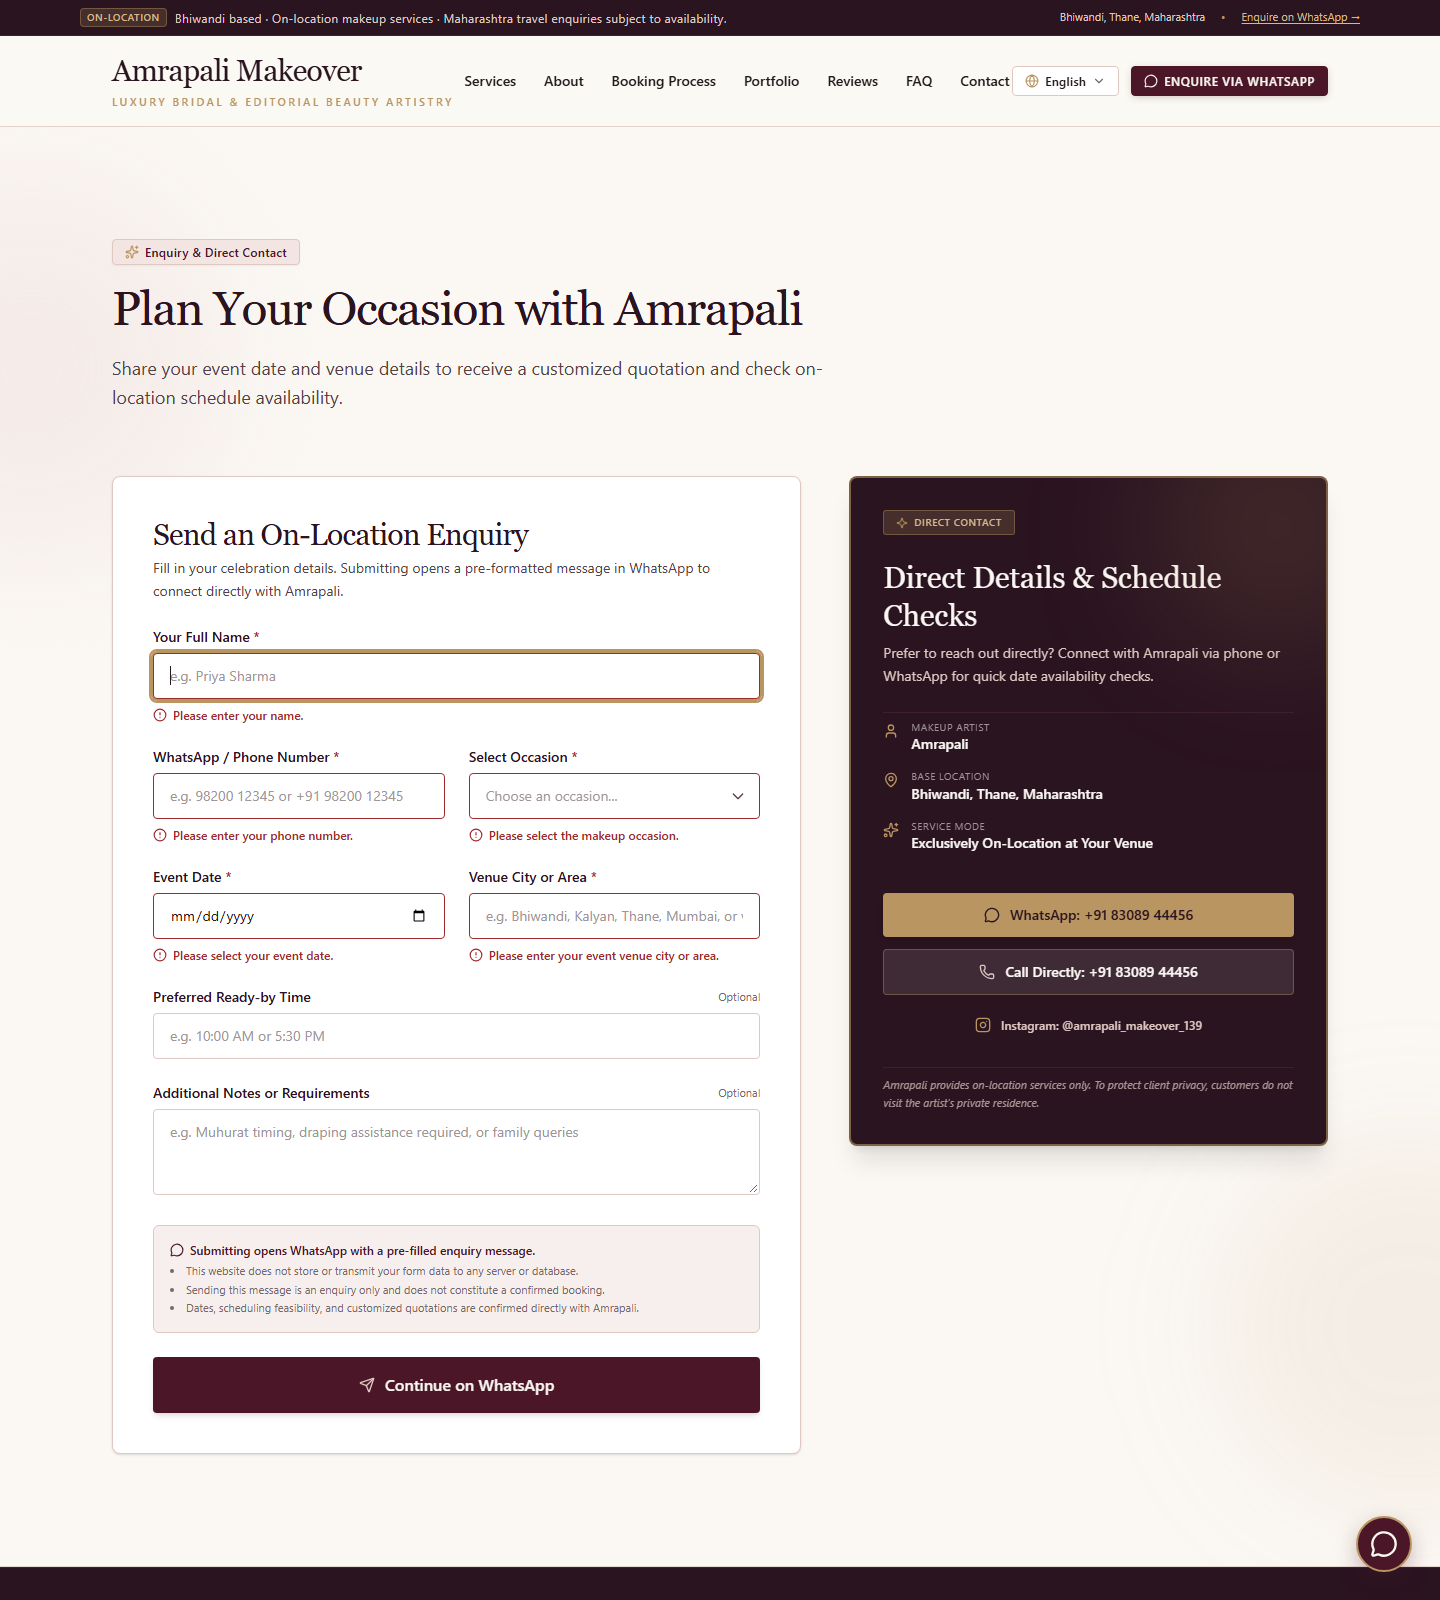 ON-LOCATION Bhiwandi based · On-location makeup services · Maharashtra travel enquiries subject to availability.
Bhiwandi, Thane, Maharashtra • Enquire on WhatsApp →
Amrapali Makeover
LUXURY BRIDAL & EDITORIAL BEAUTY ARTISTRY
Services About Booking Process Portfolio Reviews FAQ Contact
English
ENQUIRE VIA WHATSAPP
Enquiry & Direct Contact
Plan Your Occasion with Amrapali
Share your event date and venue details to receive a customized quotation and check on-
location schedule availability.
Send an On-Location Enquiry
Fill in your celebration details. Submitting opens a pre-formatted message in WhatsApp to
connect directly with Amrapali.
Your Full Name *
e.g. Priya Sharma
Please enter your name.
WhatsApp / Phone Number *
e.g. 98200 12345 or +91 98200 12345
Please enter your phone number.
Select Occasion *
Choose an occasion...
Please select the makeup occasion.
Event Date *
mm/dd/yyyy
Please select your event date.
Venue City or Area *
e.g. Bhiwandi, Kalyan, Thane, Mumbai, or
Please enter your event venue city or area.
Preferred Ready-by Time Optional
e.g. 10:00 AM or 5:30 PM
Additional Notes or Requirements Optional
e.g. Muhurat timing, draping assistance required, or family queries
Submitting opens WhatsApp with a pre-filled enquiry message.
• This website does not store or transmit your form data to any server or database.
• Sending this message is an enquiry only and does not constitute a confirmed booking.
• Dates, scheduling feasibility, and customized quotations are confirmed directly with Amrapali.
Continue on WhatsApp
DIRECT CONTACT
Direct Details & Schedule
Checks
Prefer to reach out directly? Connect with Amrapali via phone or
WhatsApp for quick date availability checks.
MAKEUP ARTIST
Amrapali
BASE LOCATION
Bhiwandi, Thane, Maharashtra
SERVICE MODE
Exclusively On-Location at Your Venue
WhatsApp: +91 83089 44456
Call Directly: +91 83089 44456
Instagram: @amrapali_makeover_139
Amrapali provides on-location services only. To protect client privacy, customers do not
visit the artist's private residence.